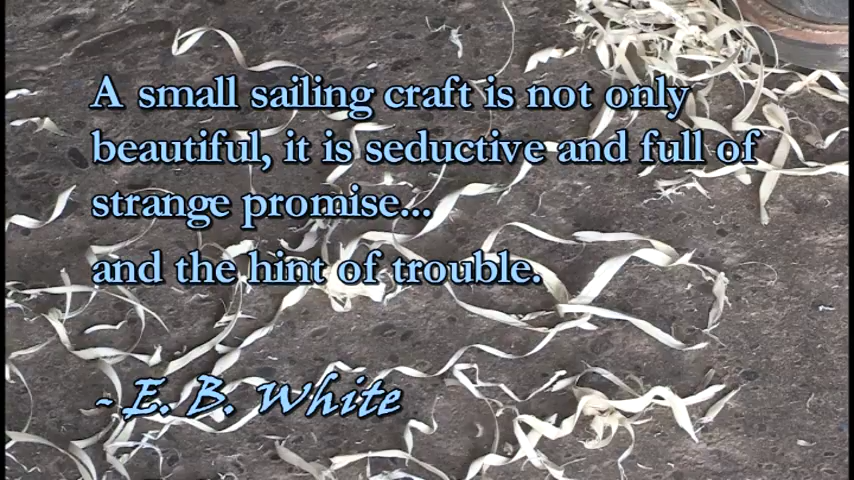 A small sailing craft is not only
beautiful, it is seductive and full of
strange promise...
and the hint of trouble.
- E. B. White